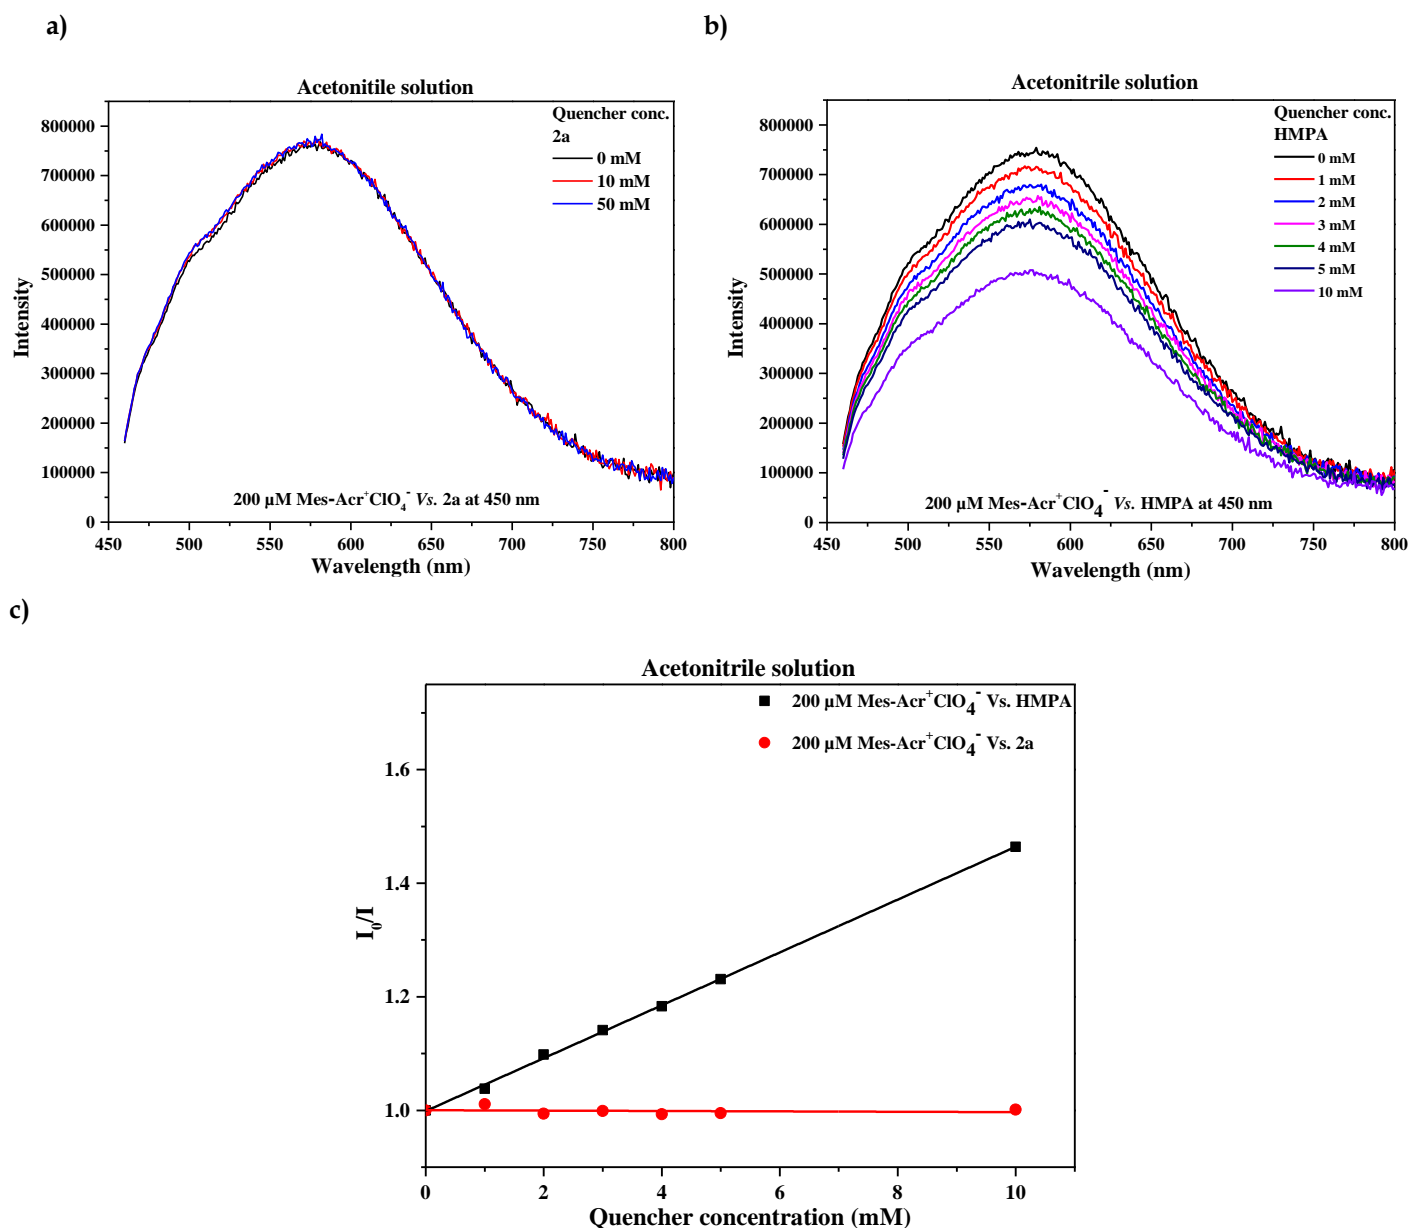 a)
Acetonitile solution
Quencher conc.
2a
0 mM
10 mM
50 mM
800000
700000
600000
500000
400000
300000
200000
100000
0
Intensity
200 µM Mes-Acr⁺ClO₄⁻ Vs. 2a at 450 nm
450 500 550 600 650 700 750 800
Wavelength (nm)
b)
Acetonitrile solution
Quencher conc.
HMPA
0 mM
1 mM
2 mM
3 mM
4 mM
5 mM
10 mM
800000
700000
600000
500000
400000
300000
200000
100000
0
Intensity
200 µM Mes-Acr⁺ClO₄⁻ Vs. HMPA at 450 nm
450 500 550 600 650 700 750 800
Wavelength (nm)
c)
Acetonitrile solution
200 µM Mes-Acr⁺ClO₄⁻ Vs. HMPA
200 µM Mes-Acr⁺ClO₄⁻ Vs. 2a
1.6
1.4
1.2
1.0
I₀/I
0 2 4 6 8 10
Quencher concentration (mM)